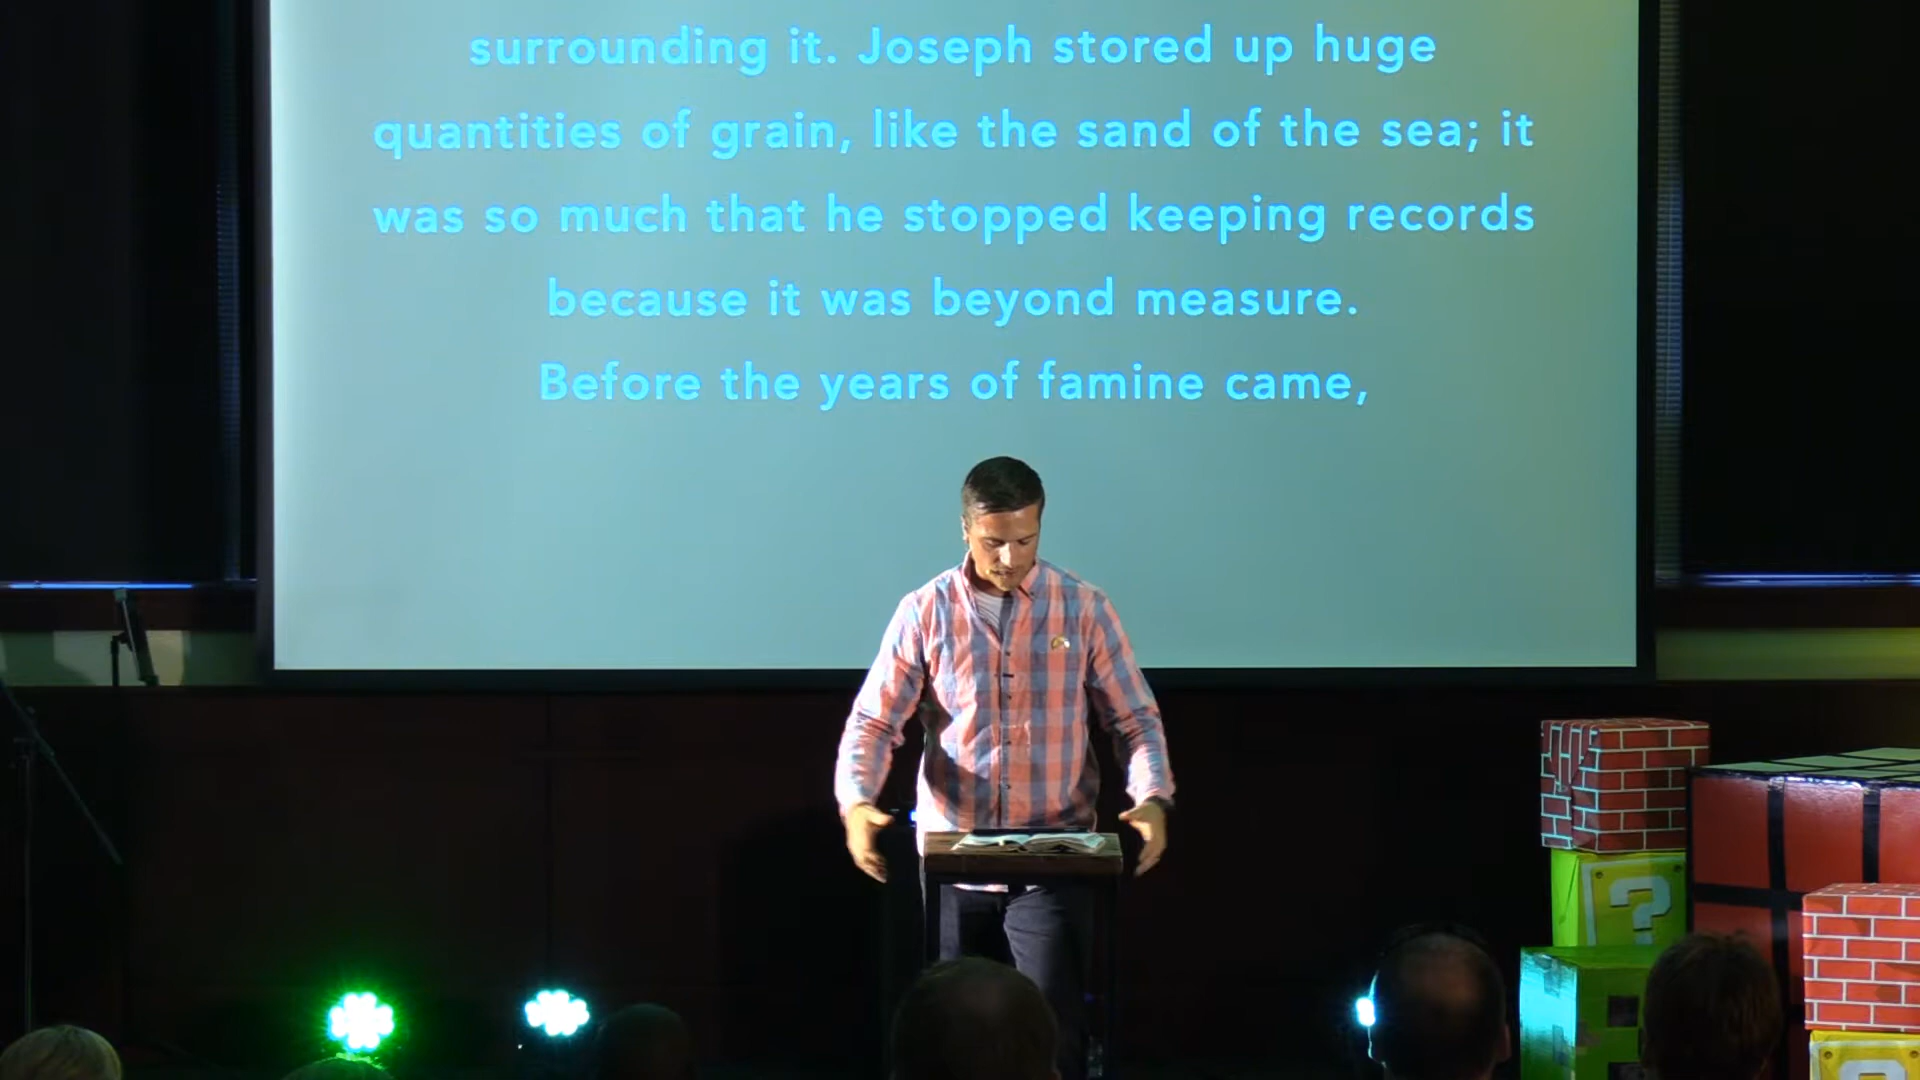 surrounding it. Joseph stored up huge
quantities of grain, like the sand of the sea; it
was so much that he stopped keeping records
because it was beyond measure.
Before the years of famine came,
?
?